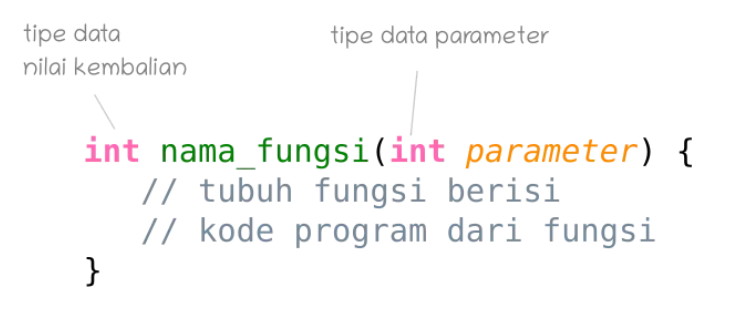 tipe data
nilai kembalian
tipe data parameter
int nama_fungsi(int parameter) {
// tubuh fungsi berisi
// kode program dari fungsi
}